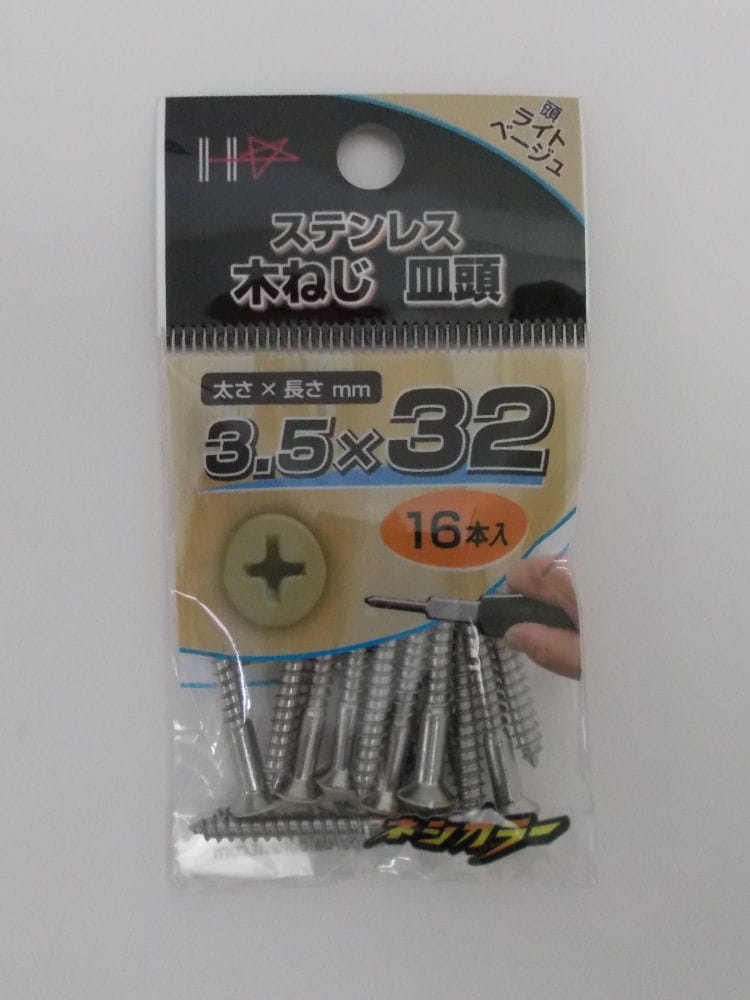 頭
ライト
ベージュ
ステンレス
木ねじ 皿頭
太さ×長さ mm
3.5×32
16本入
ネジカラー